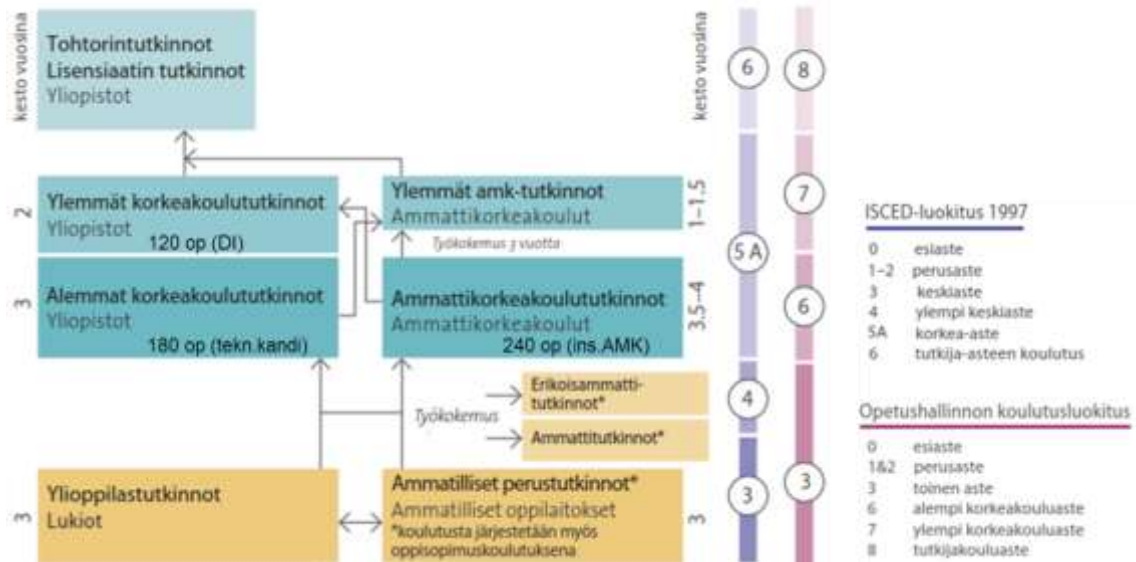 kesto vuosina
Tohtorintutkinnot
Lisensiaatin tutkinnot
Yliopistot
2
Ylemmät korkeakoulututkinnot
Yliopistot
120 op (DI)
Ylemmät amk-tutkinnot
Ammattikorkeakoulut
1–1.5
Työkokemus 3 vuotta
3
Alemmat korkeakoulututkinnot
Yliopistot
180 op (tekn.kandi)
Ammattikorkeakoulututkinnot
Ammattikorkeakoulut
240 op (ins.AMK)
3.5–4
Työkokemus
Erikoisammatti-
tutkinnot*
Ammattitutkinnot*
3
Ylioppilastutkinnot
Lukiot
Ammatilliset perustutkinnot*
Ammatilliset oppilaitokset
*koulutusta järjestetään myös
oppisopimuskoulutuksena
3
kesto vuosina
6
5 A
4
3
8
7
6
3
ISCED-luokitus 1997
0 esiaste
1–2 perusaste
3 keskiaste
4 ylempi keskiaste
5A korkea-aste
6 tutkija-asteen koulutus
Opetushallinnon koulutusluokitus
0 esiaste
1&2 perusaste
3 toinen aste
6 alempi korkeakouluaste
7 ylempi korkeakouluaste
8 tutkijakouluaste